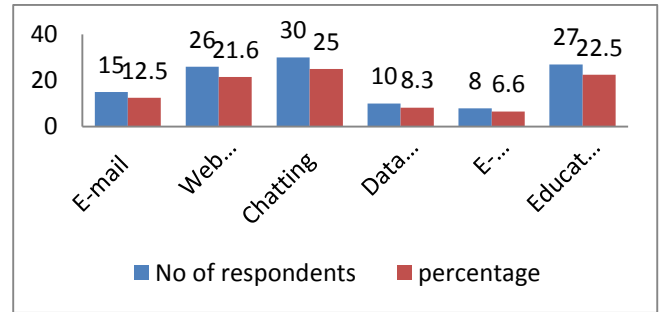 40
20
0
15 12.5
26 21.6
30 25
10 8.3
8 6.6
27 22.5
E-mail
Web...
Chatting
Data...
E-...
Educat...
No of respondents
percentage